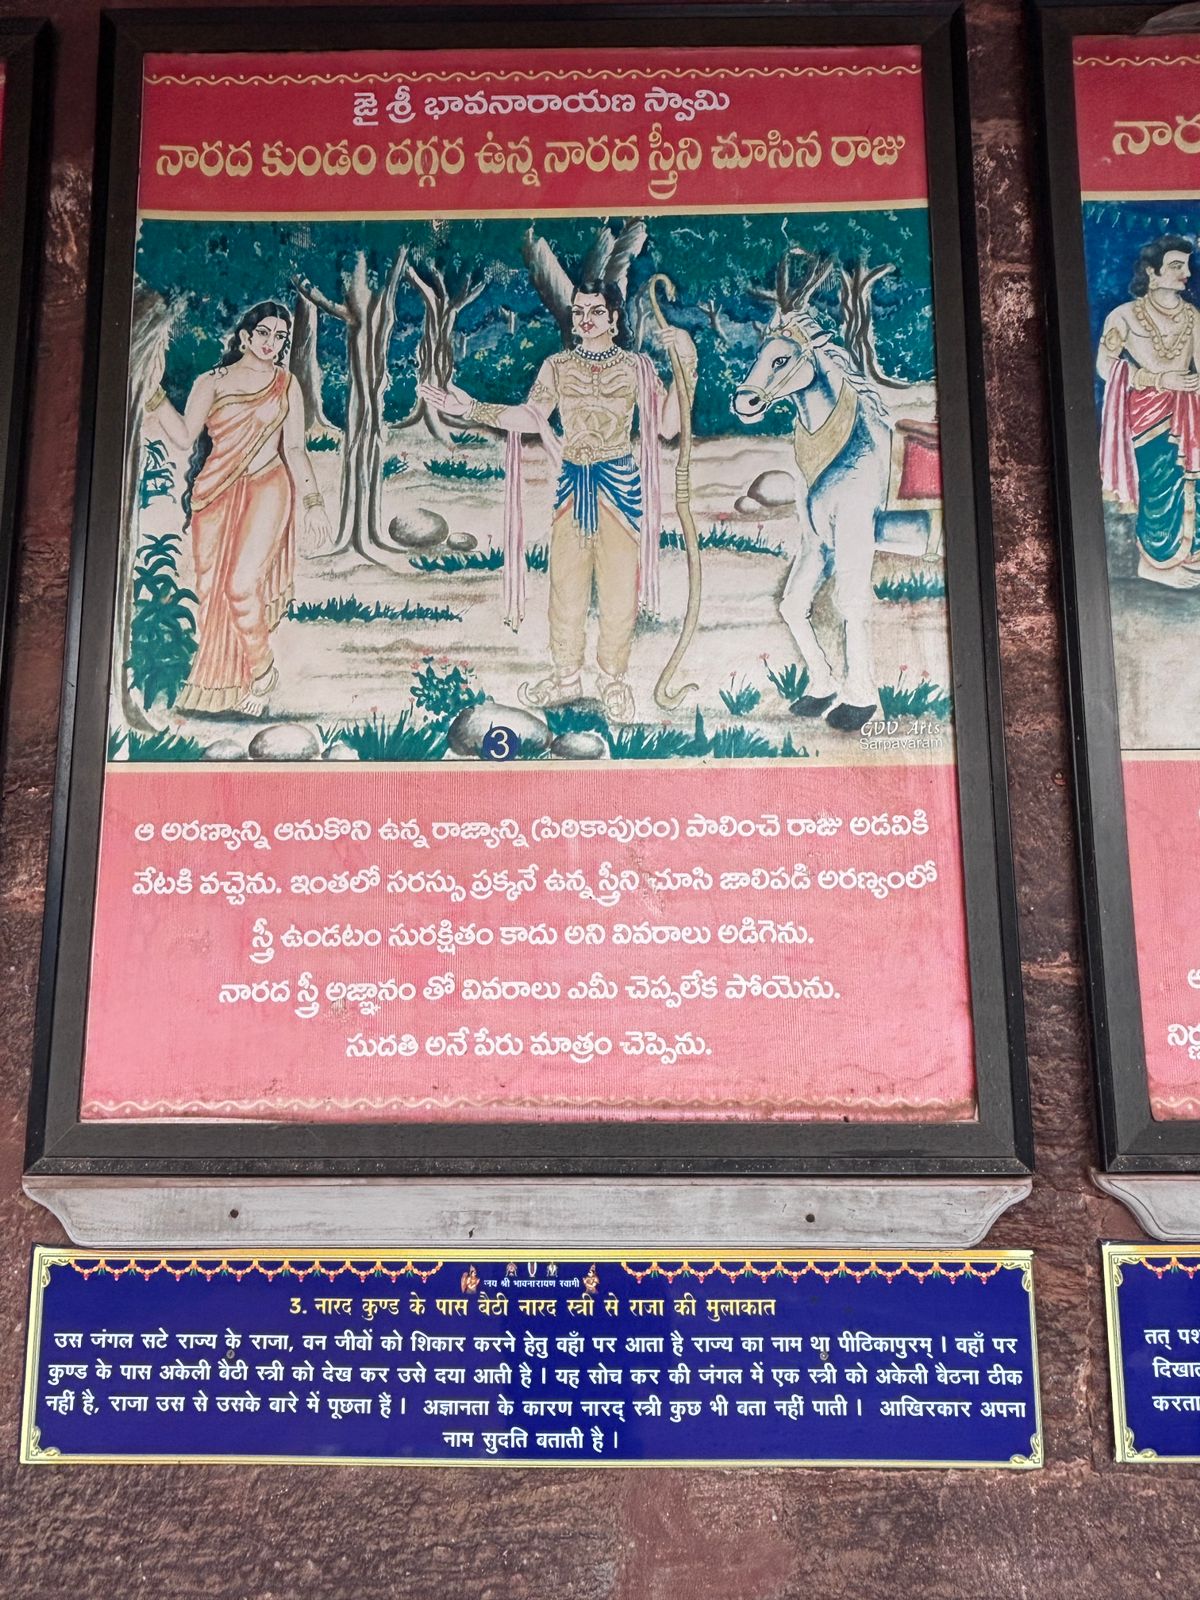 జై శ్రీ భావనారాయణ స్వామి
నారద కుండం దగ్గర ఉన్న నారద స్త్రీని చూసిన రాజు
GVV Arts
Sarpavaram
3
ఆ అరణ్యాన్ని ఆనుకొని ఉన్న రాజ్యాన్ని (పిఠికాపురం) పాలించె రాజు అడవికి
వేటకి వచ్చెను. ఇంతలో సరస్సు ప్రక్కనే ఉన్న స్త్రీని చూసి జాలిపడి అరణ్యంలో
స్త్రీ ఉండటం సురక్షితం కాదు అని వివరాలు అడిగెను.
నారద స్త్రీ అజ్ఞానం తో వివరాలు ఎమీ చెప్పలేక పోయెను.
సుదతి అనే పేరు మాత్రం చెప్పెను.
जय श्री भावनारायण स्वामी
3. नारद कुण्ड के पास बैटी नारद स्त्री से राजा की मुलाकात
उस जंगल सटे राज्य के राजा, वन जीवों को शिकार करने हेतु वहाँ पर आता है राज्य का नाम था पीठिकापुरम् । वहाँ पर
कुण्ड के पास अकेली बैटी स्त्री को देख कर उसे दया आती है । यह सोच कर की जंगल में एक स्त्री को अकेली बैटना ठीक
नहीं है, राजा उस से उसके बारे में पूछता हैं । अज्ञानता के कारण नारद् स्त्री कुछ भी बता नहीं पाती । आखिरकार अपना
नाम सुदति बताती है ।
నార
నిర్ణ
तत् पश
दिखाल
करता